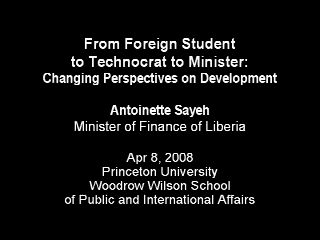 From Foreign Student
to Technocrat to Minister:
Changing Perspectives on Development
Antoinette Sayeh
Minister of Finance of Liberia
Apr 8, 2008
Princeton University
Woodrow Wilson School
of Public and International Affairs